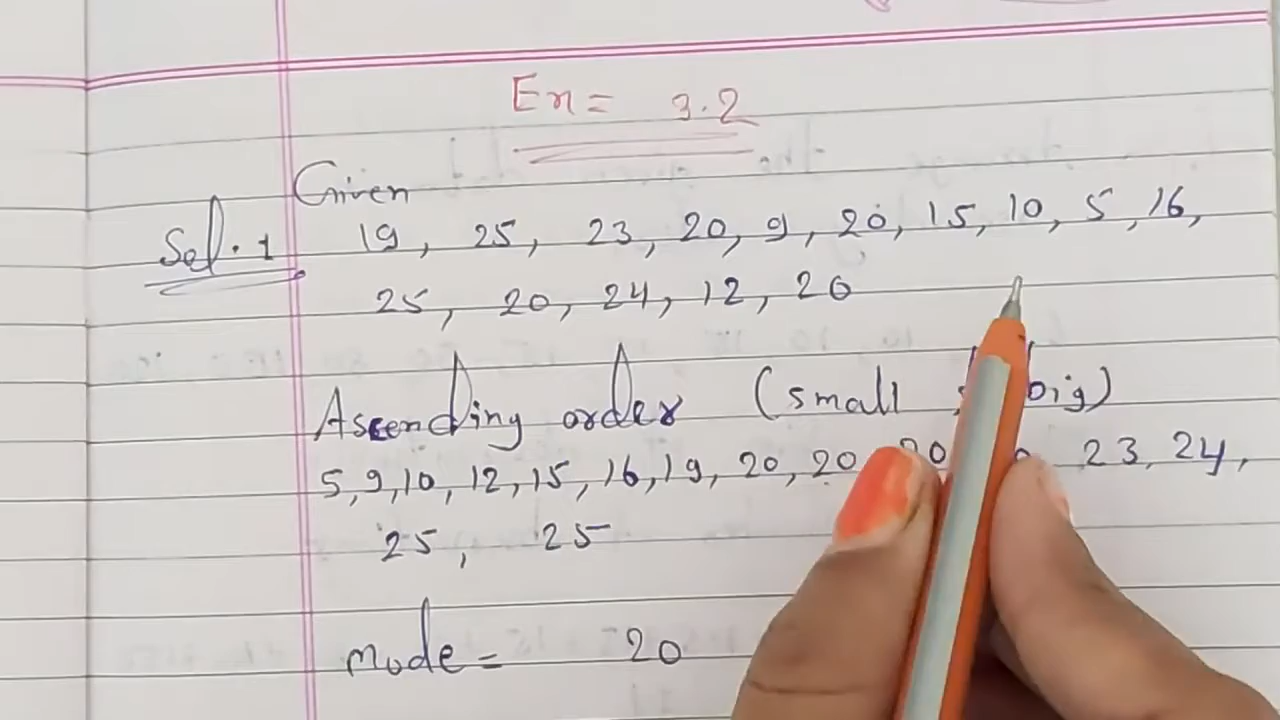 En = 3.2
Given
Sol.1 19, 25, 23, 20, 9, 20, 15, 10, 5, 16,
25, 20, 24, 12, 20
Ascending order (small big)
5, 9, 10, 12, 15, 16, 19, 20, 20, 20 23, 24,
25, 25
mode = 20